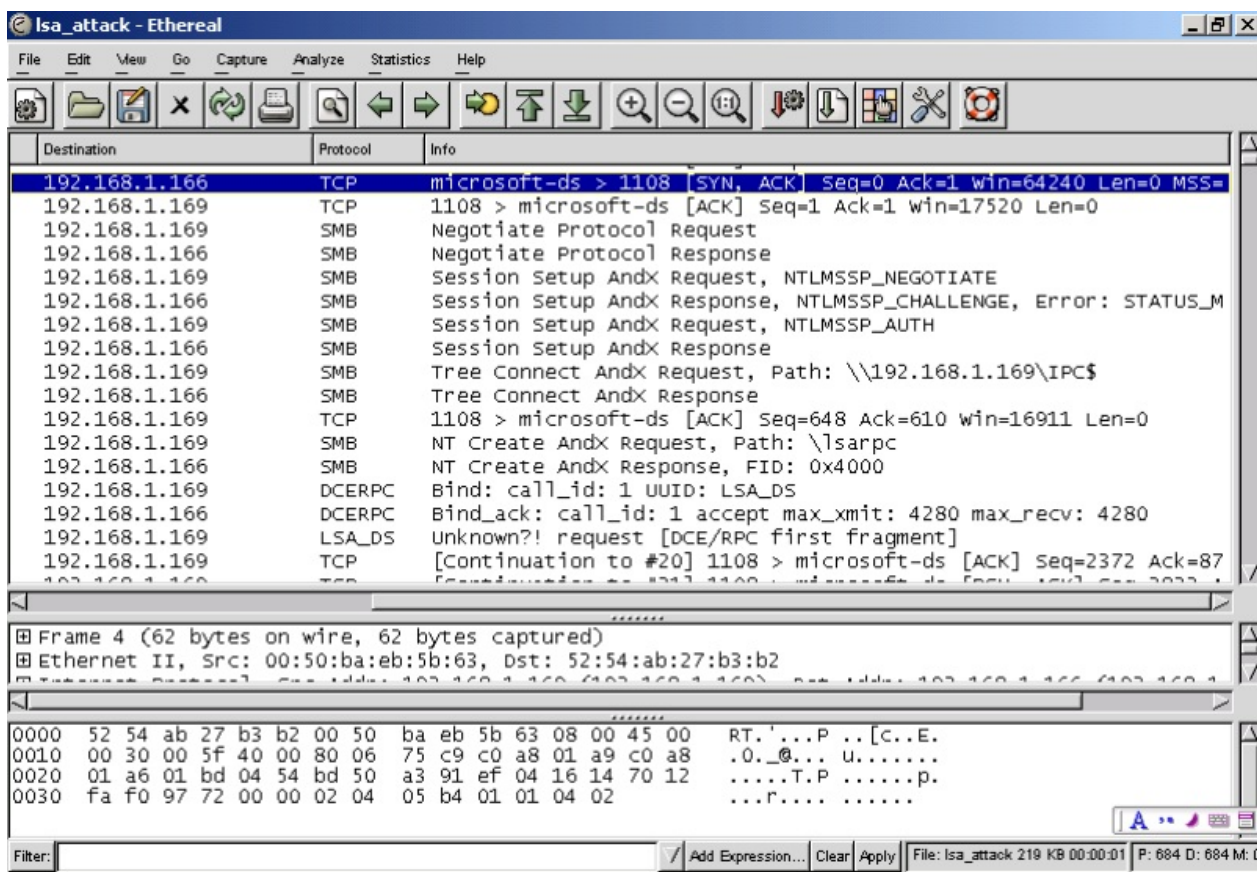 lsa_attack - Ethereal
File Edit View Go Capture Analyze Statistics Help
Destination Protocol Info
192.168.1.166 TCP microsoft-ds > 1108 [SYN, ACK] Seq=0 Ack=1 Win=64240 Len=0 MSS=
192.168.1.169 TCP 1108 > microsoft-ds [ACK] Seq=1 Ack=1 Win=17520 Len=0
192.168.1.169 SMB Negotiate Protocol Request
192.168.1.166 SMB Negotiate Protocol Response
192.168.1.169 SMB Session Setup AndX Request, NTLMSSP_NEGOTIATE
192.168.1.166 SMB Session Setup AndX Response, NTLMSSP_CHALLENGE, Error: STATUS_M
192.168.1.169 SMB Session Setup AndX Request, NTLMSSP_AUTH
192.168.1.166 SMB Session Setup AndX Response
192.168.1.169 SMB Tree Connect AndX Request, Path: \\192.168.1.169\IPC$
192.168.1.166 SMB Tree Connect AndX Response
192.168.1.169 TCP 1108 > microsoft-ds [ACK] Seq=648 Ack=610 Win=16911 Len=0
192.168.1.169 SMB NT Create AndX Request, Path: \lsarpc
192.168.1.166 SMB NT Create AndX Response, FID: 0x4000
192.168.1.169 DCERPC Bind: call_id: 1 UUID: LSA_DS
192.168.1.166 DCERPC Bind_ack: call_id: 1 accept max_xmit: 4280 max_recv: 4280
192.168.1.169 LSA_DS Unknown?! request [DCE/RPC first fragment]
192.168.1.169 TCP [Continuation to #20] 1108 > microsoft-ds [ACK] Seq=2372 Ack=87
Frame 4 (62 bytes on wire, 62 bytes captured)
Ethernet II, Src: 00:50:ba:eb:5b:63, Dst: 52:54:ab:27:b3:b2
0000 52 54 ab 27 b3 b2 00 50 ba eb 5b 63 08 00 45 00 RT.'...P ..[c..E.
0010 00 30 00 5f 40 00 80 06 75 c9 c0 a8 01 a9 c0 a8 .0._@... u.......
0020 01 a6 01 bd 04 54 bd 50 a3 91 ef 04 16 14 70 12 .....T.P ......p.
0030 fa f0 97 72 00 00 02 04 05 b4 01 01 04 02 ...r.... ......
A
Filter: Add Expression... Clear Apply File: lsa_attack 219 KB 00:00:01 P: 684 D: 684 M: 0